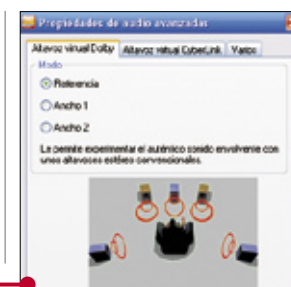 Propiedades de audio avanzadas
Altavoz virtual Dolby Altavoz virtual CyberLink Varios
Modo
Referencia
Ancho 1
Ancho 2
Le permite experimentar el auténtico sonido envolvente con
unos altavoces estéreo convencionales.